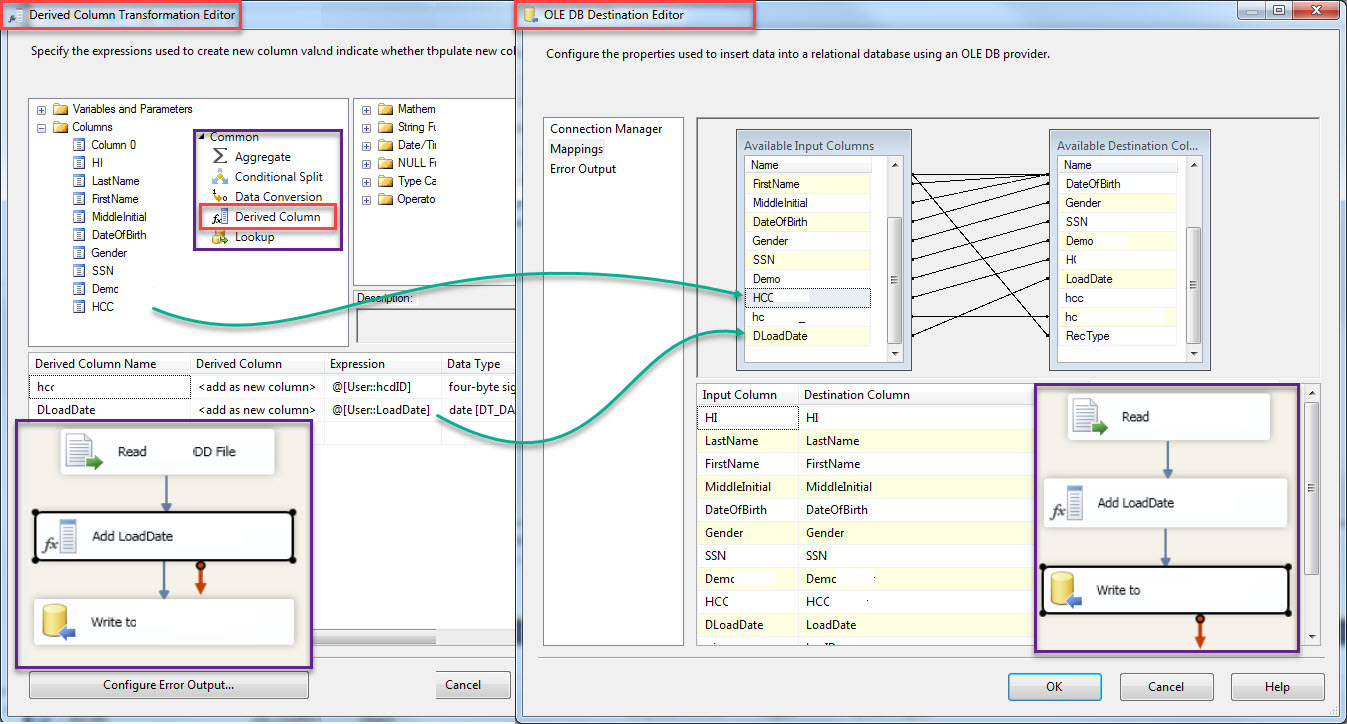 Derived Column Transformation Editor
Specify the expressions used to create new column valund indicate whether thpulate new col
Variables and Parameters
Columns
Column 0
HI
LastName
FirstName
MiddleInitial
DateOfBirth
Gender
SSN
Demc
HCC
Common
Aggregate
Conditional Split
Data Conversion
Derived Column
Lookup
Mathem
String Fu
Date/Tin
NULL Fu
Type Ca
Operato
Description:
Derived Column Name Derived Column Expression Data Type
hcc <add as new column> @[User::hcdID] four-byte sig
DLoadDate <add as new column> @[User::LoadDate] date [DT_DA
Read DD File
Add LoadDate
Write to
Configure Error Output...
Cancel
OLE DB Destination Editor
Configure the properties used to insert data into a relational database using an OLE DB provider.
Connection Manager
Mappings
Error Output
Available Input Columns
Name
FirstName
MiddleInitial
DateOfBirth
Gender
SSN
Demo
HCC
hc _
DLoadDate
Available Destination Col...
Name
DateOfBirth
Gender
SSN
Demo
LoadDate
hcc
hc
RecType
Input Column Destination Column
HI HI
LastName LastName
FirstName FirstName
MiddleInitial MiddleInitial
DateOfBirth DateOfBirth
Gender Gender
SSN SSN
Demc Demc
HCC HCC
DLoadDate LoadDate
Read
Add LoadDate
Write to
OK
Cancel
Help